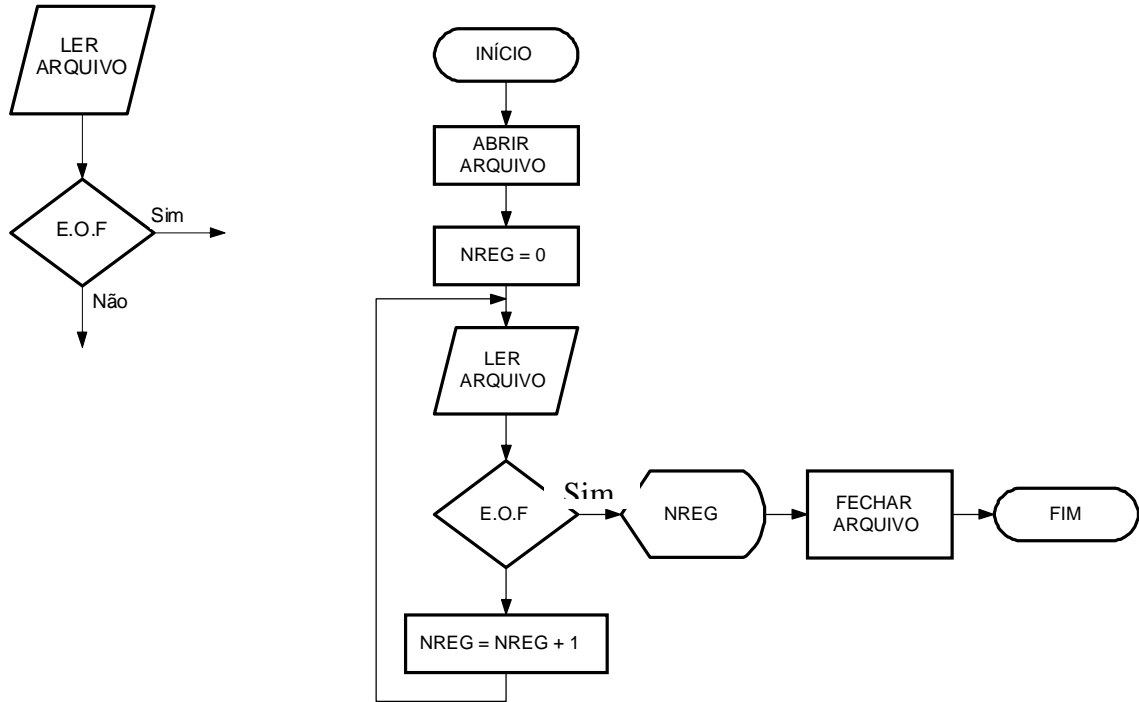 LER
ARQUIVO
E.O.F
Sim
Não
INÍCIO
ABRIR
ARQUIVO
NREG = 0
LER
ARQUIVO
E.O.F
Sim
NREG
FECHAR
ARQUIVO
FIM
NREG = NREG + 1